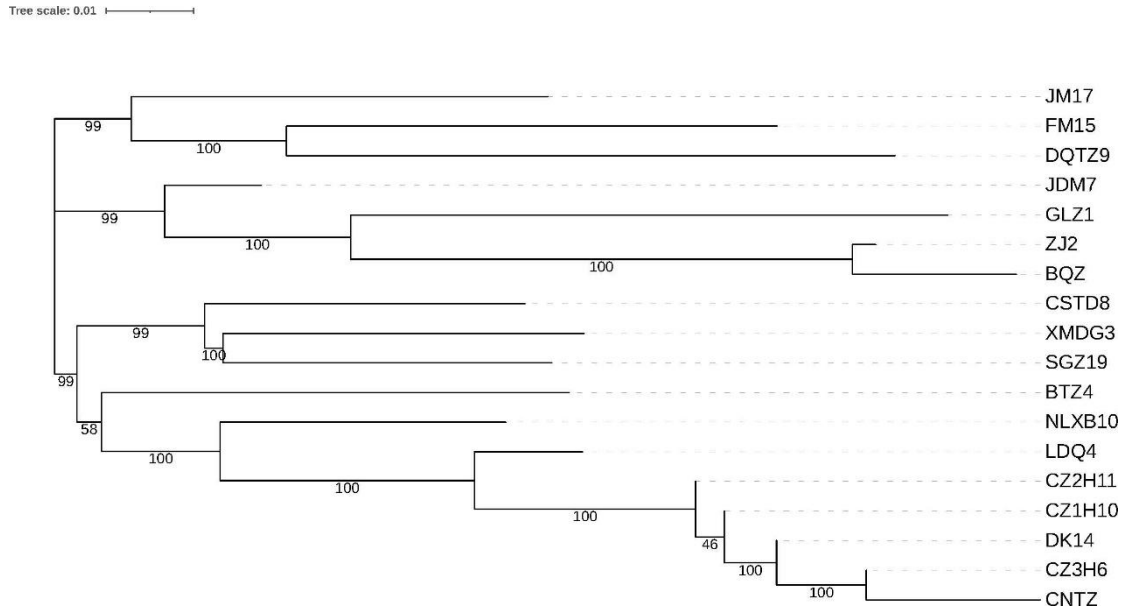 Tree scale: 0.01
JM17
99
FM15
100
DQTZ9
JDM7
99
GLZ1
100
ZJ2
100
BQZ
CSTD8
99
XMDG3
100
SGZ19
99
BTZ4
58
NLXB10
100
LDQ4
100
CZ2H11
100
CZ1H10
46
DK14
100
CZ3H6
100
CNTZ